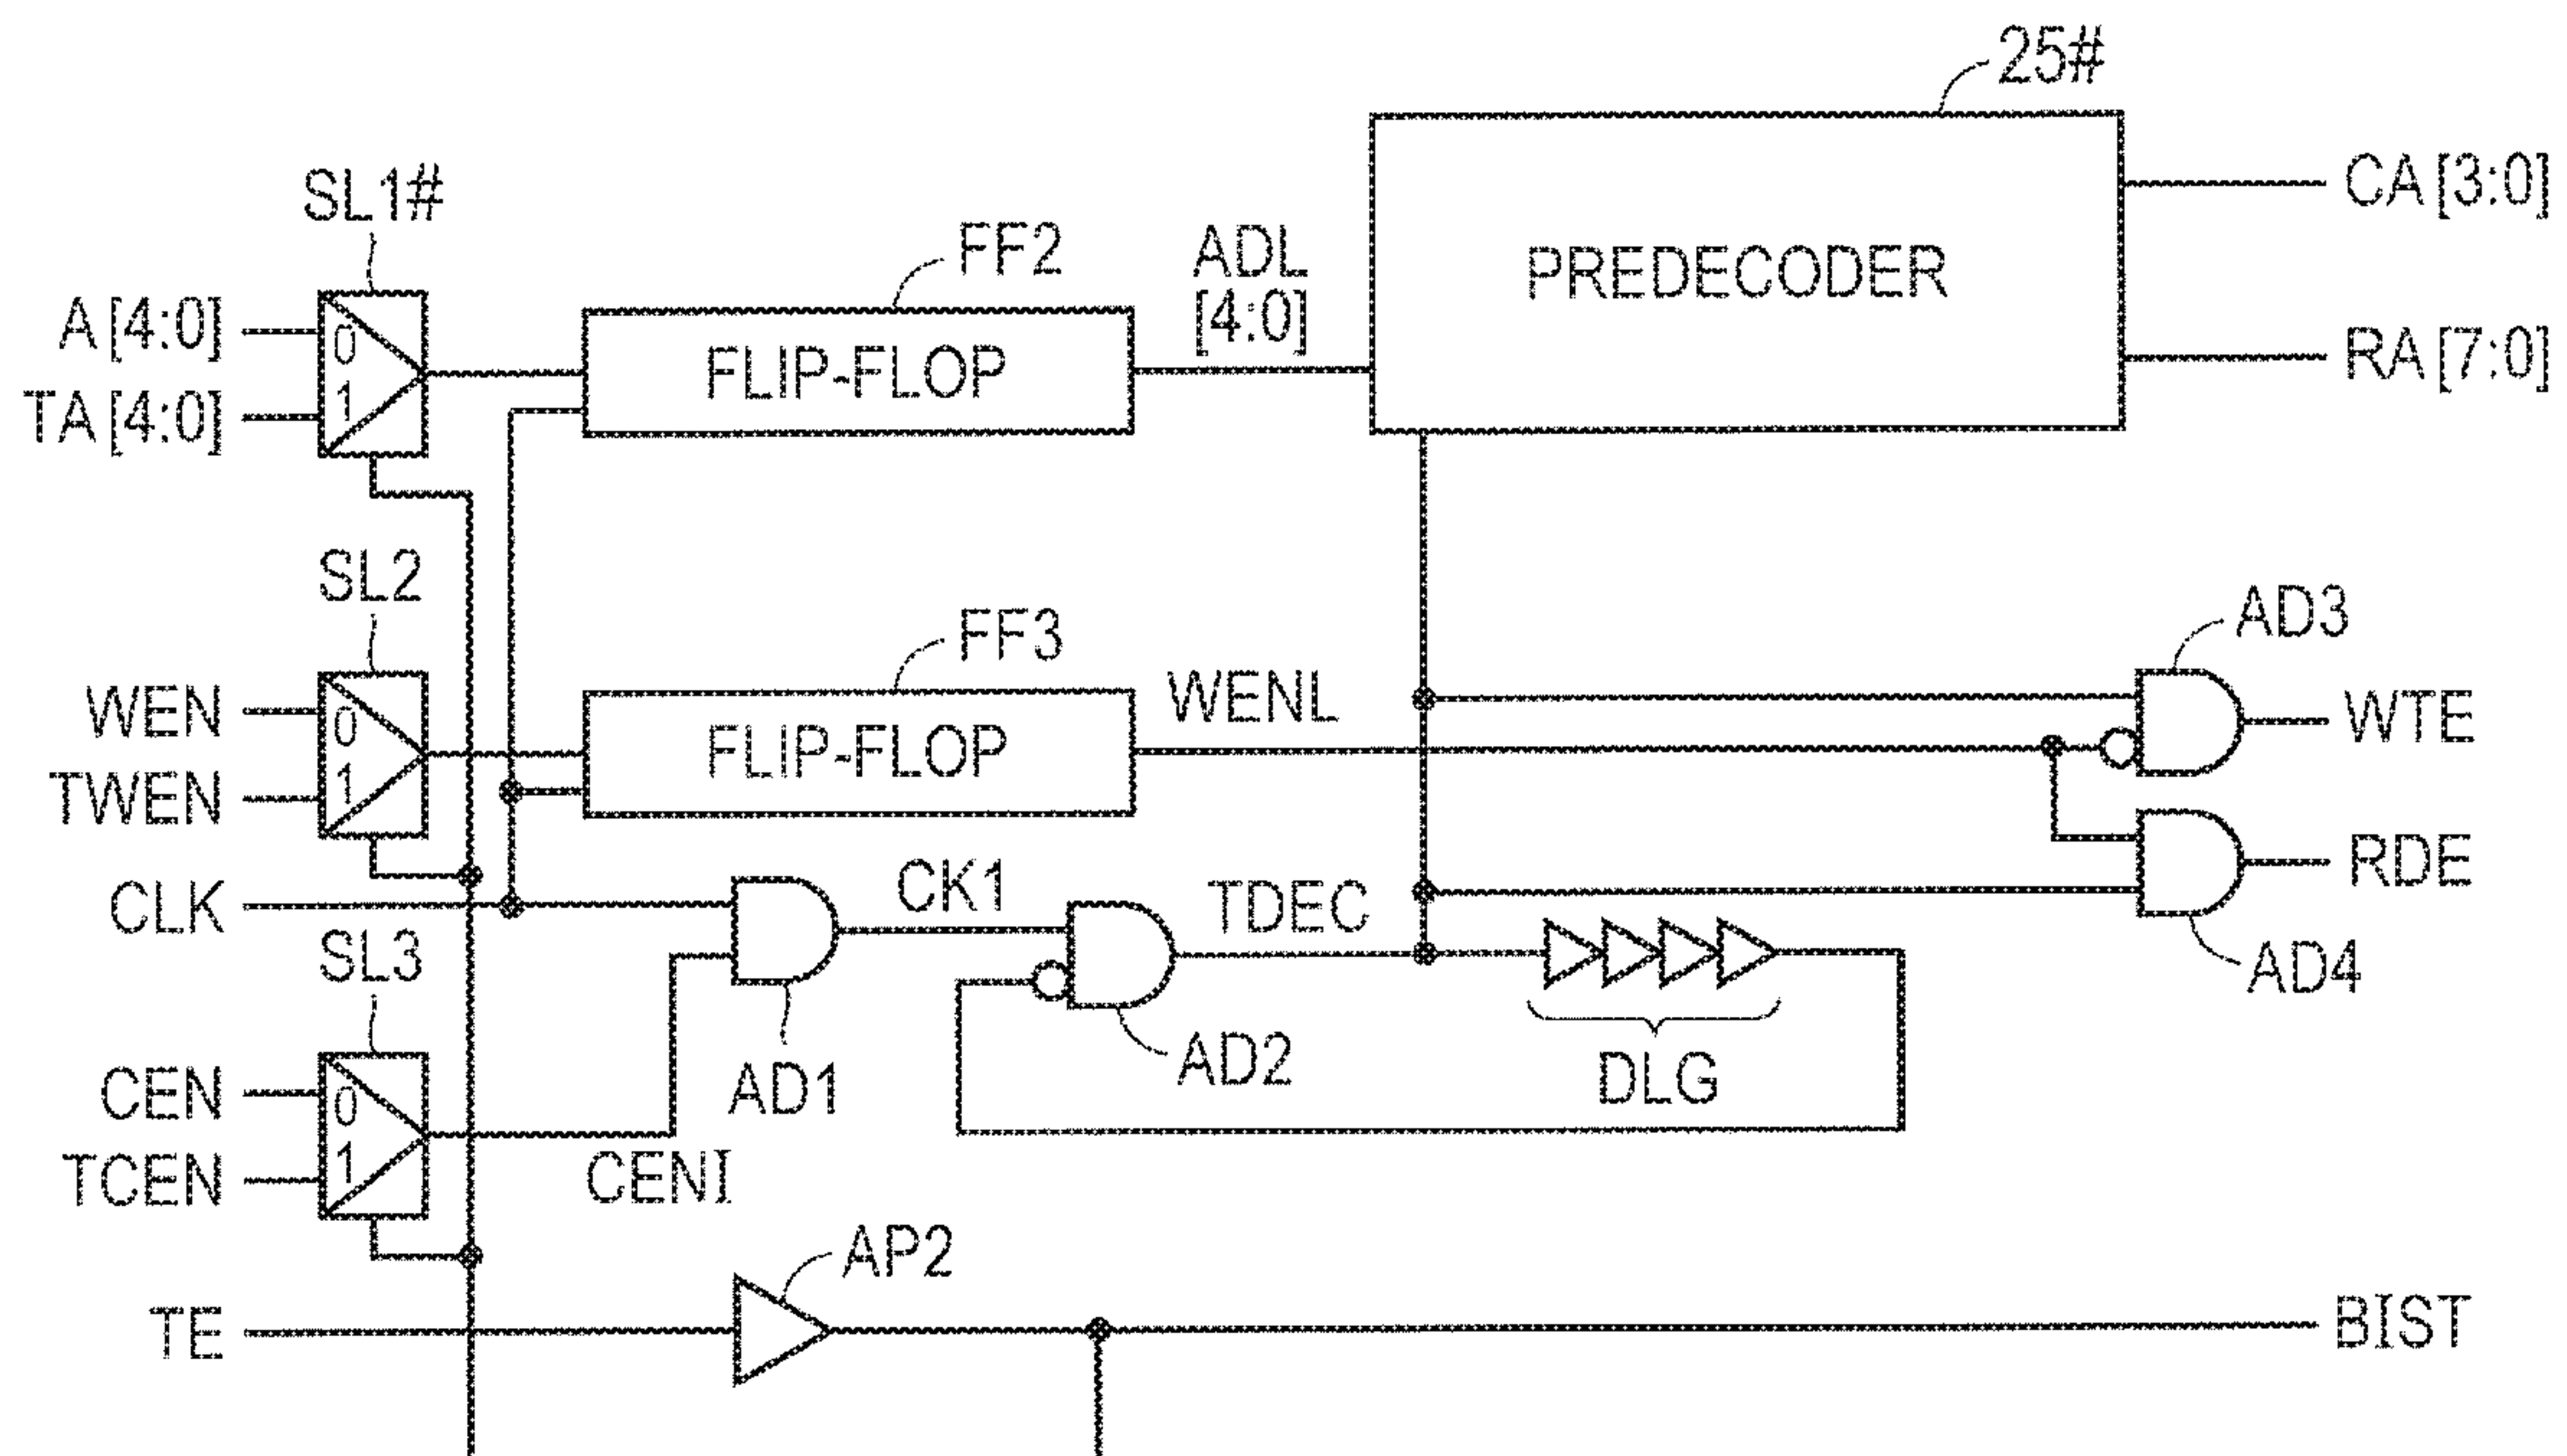 25#
SL1#
A [4:0]
TA [4:0]
0
1
FF2
FLIP-FLOP
ADL
[4:0]
PREDECODER
CA [3:0]
RA [7:0]
SL2
WEN
TWEN
0
1
FF3
FLIP-FLOP
WENL
AD3
WTE
RDE
AD4
CLK
CK1
AD1
TDEC
AD2
DLG
SL3
CEN
TCEN
0
1
CENI
AP2
TE
BIST